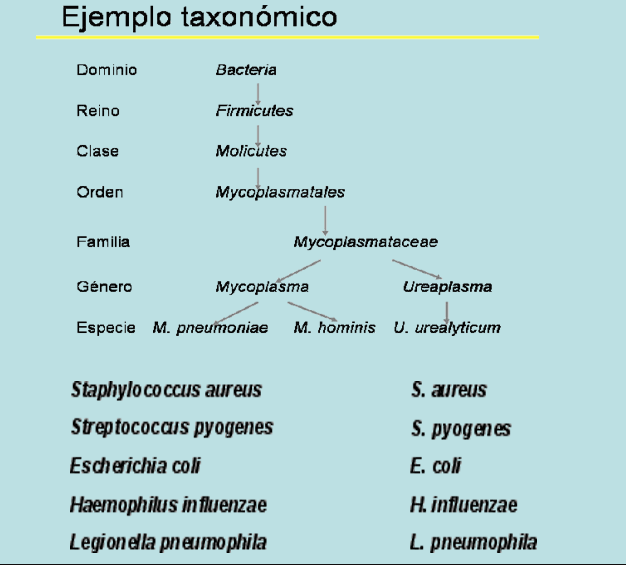 Ejemplo taxonómico
Dominio Bacteria
Reino Firmicutes
Clase Molicutes
Orden Mycoplasmatales
Familia Mycoplasmataceae
Género Mycoplasma Ureaplasma
Especie M. pneumoniae M. hominis U. urealyticum
Staphylococcus aureus S. aureus
Streptococcus pyogenes S. pyogenes
Escherichia coli E. coli
Haemophilus influenzae H. influenzae
Legionella pneumophila L. pneumophila